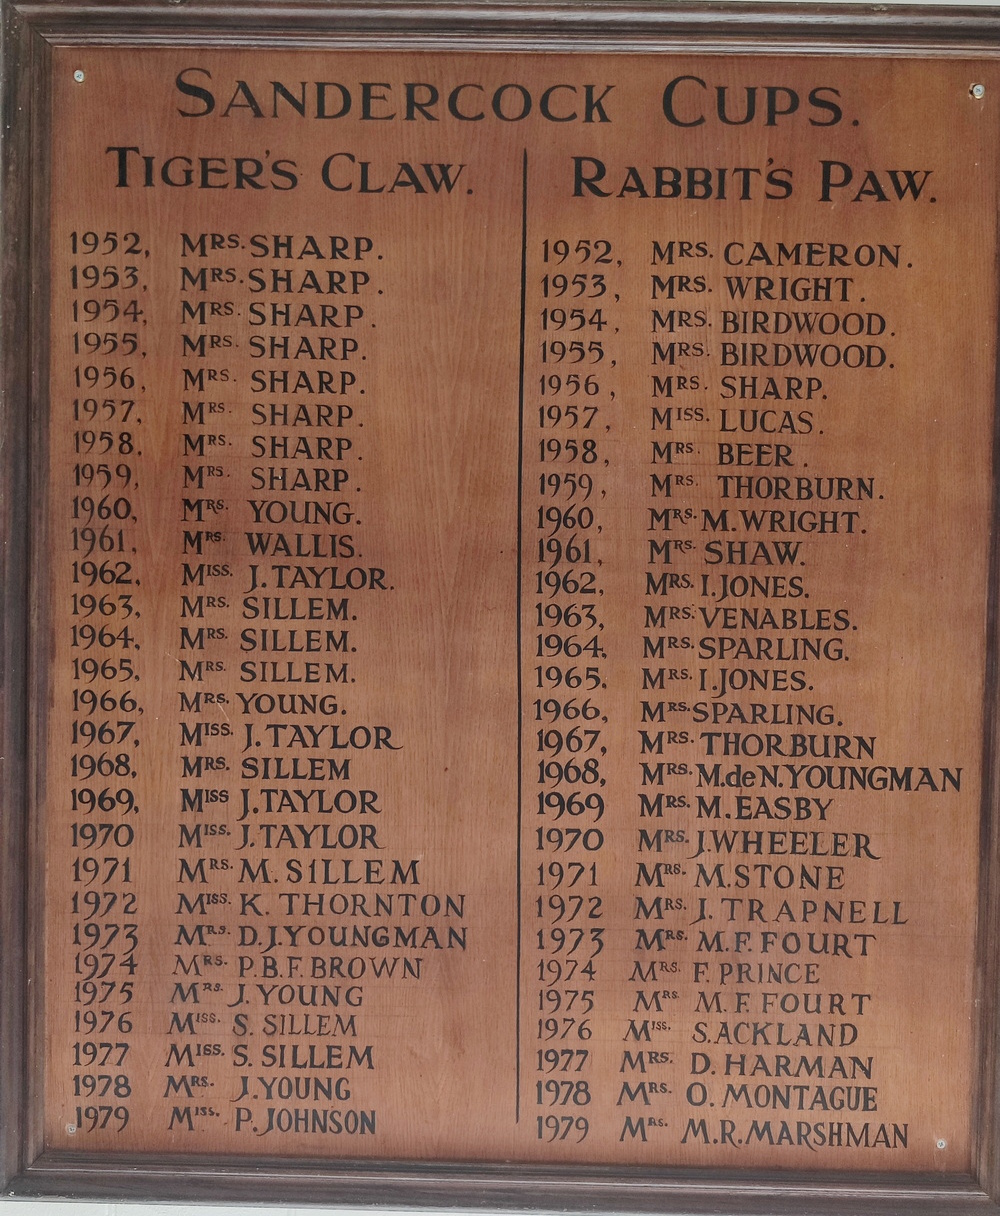 SANDERCOCK CUPS.
TIGER'S CLAW.
1952, MRS. SHARP.
1953, MRS. SHARP.
1954, MRS. SHARP.
1955, MRS. SHARP.
1956, MRS. SHARP.
1957, MRS. SHARP.
1958, MRS. SHARP.
1959, MRS. SHARP.
1960, MRS. YOUNG.
1961, MRS. WALLIS.
1962, MISS. J. TAYLOR.
1963, MRS. SILLEM.
1964, MRS. SILLEM.
1965, MRS. SILLEM.
1966, MRS. YOUNG.
1967, MISS. J. TAYLOR
1968, MRS. SILLEM
1969, MISS J. TAYLOR
1970 MISS. J. TAYLOR
1971 MRS. M. SILLEM
1972 MISS. K. THORNTON
1973 MRS. D.J. YOUNGMAN
1974 MRS. P.B.F. BROWN
1975 MRS. J. YOUNG
1976 MISS. S. SILLEM
1977 MISS. S. SILLEM
1978 MRS. J. YOUNG
1979 MISS. P. JOHNSON
RABBIT'S PAW.
1952, MRS. CAMERON.
1953, MRS. WRIGHT.
1954, MRS. BIRDWOOD.
1955, MRS. BIRDWOOD.
1956, MRS. SHARP.
1957, MISS. LUCAS.
1958, MRS. BEER.
1959, MRS. THORBURN.
1960, MRS. M. WRIGHT.
1961, MRS. SHAW.
1962, MRS. I. JONES.
1963, MRS. VENABLES.
1964, MRS. SPARLING.
1965, MRS. I. JONES.
1966, MRS. SPARLING.
1967, MRS. THORBURN
1968, MRS. M. de N. YOUNGMAN
1969 MRS. M. EASBY
1970 MRS. J. WHEELER
1971 MRS. M. STONE
1972 MRS. J. TRAPNELL
1973 MRS. M.F. FOURT
1974 MRS. F. PRINCE
1975 MRS M.F. FOURT
1976 MISS. S. ACKLAND
1977 MRS. D. HARMAN
1978 MRS. O. MONTAGUE
1979 MRS. M.R. MARSHMAN